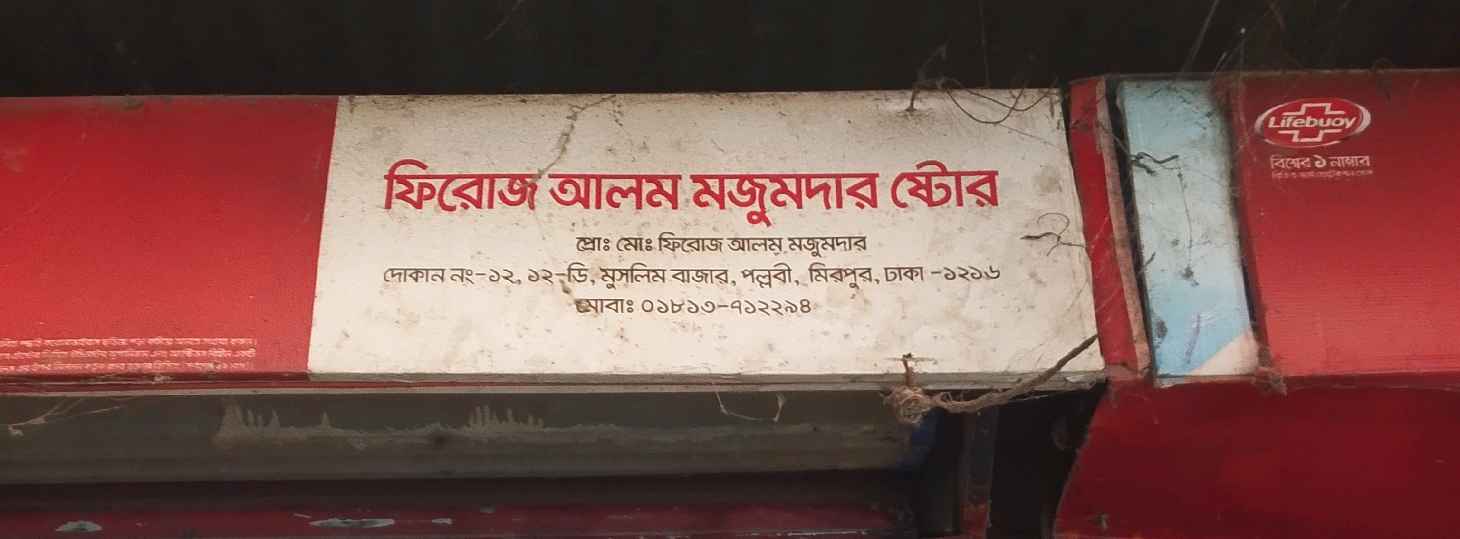 ফিরোজ আলম মজুমদার ষ্টোর
প্রোঃ মোঃ ফিরোজ আলম মজুমদার
দোকান নং-১২, ১২-ডি, মুসলিম বাজার, পল্লবী, মিরপুর, ঢাকা -১২১৬
মোবাঃ ০১৮১৩-৭১২২৯৪
Lifebuoy
বিশ্বের ১ নাম্বার